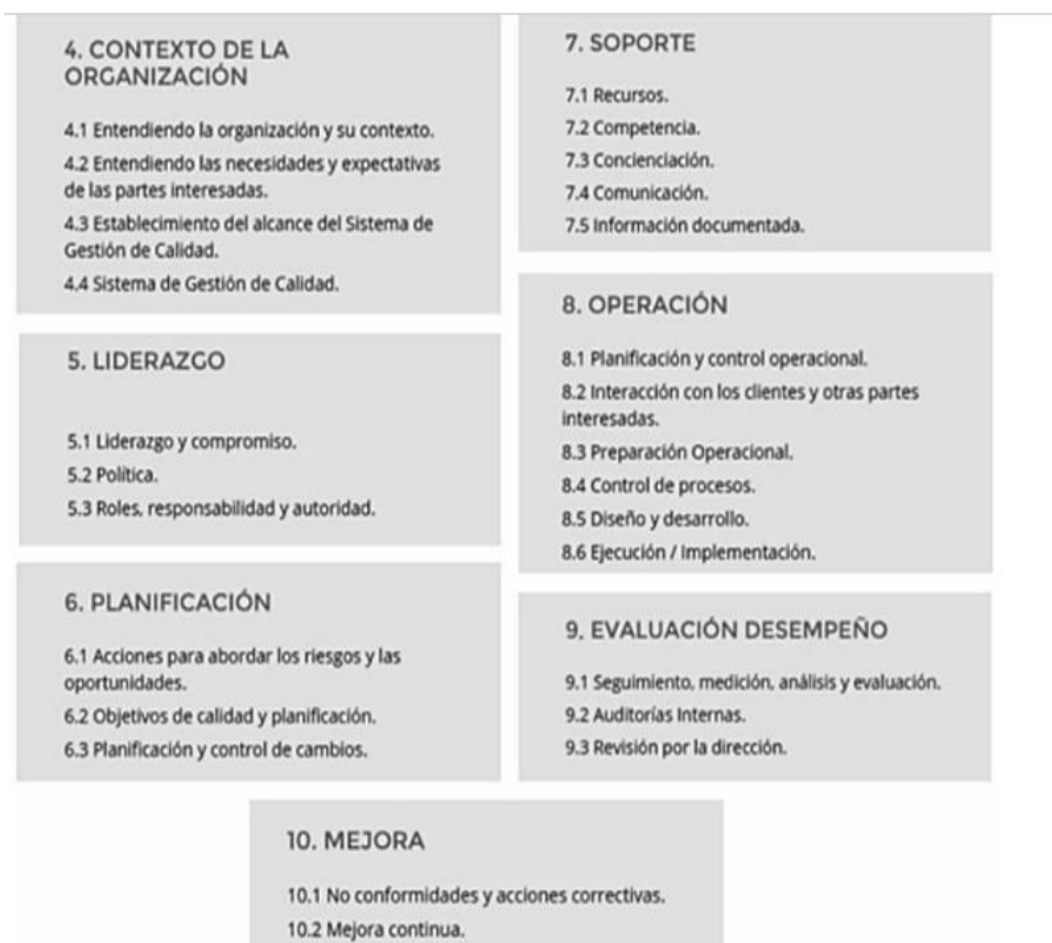 4. CONTEXTO DE LA
ORGANIZACIÓN
4.1 Entendiendo la organización y su contexto.
4.2 Entendiendo las necesidades y expectativas
de las partes interesadas.
4.3 Establecimiento del alcance del Sistema de
Gestión de Calidad.
4.4 Sistema de Gestión de Calidad.
5. LIDERAZGO
5.1 Liderazgo y compromiso.
5.2 Política.
5.3 Roles, responsabilidad y autoridad.
6. PLANIFICACIÓN
6.1 Acciones para abordar los riesgos y las
oportunidades.
6.2 Objetivos de calidad y planificación.
6.3 Planificación y control de cambios.
7. SOPORTE
7.1 Recursos.
7.2 Competencia.
7.3 Concienciación.
7.4 Comunicación.
7.5 Información documentada.
8. OPERACIÓN
8.1 Planificación y control operacional.
8.2 Interacción con los clientes y otras partes
interesadas.
8.3 Preparación Operacional.
8.4 Control de procesos.
8.5 Diseño y desarrollo.
8.6 Ejecución / Implementación.
9. EVALUACIÓN DESEMPEÑO
9.1 Seguimiento, medición, análisis y evaluación.
9.2 Auditorías Internas.
9.3 Revisión por la dirección.
10. MEJORA
10.1 No conformidades y acciones correctivas.
10.2 Mejora continua.